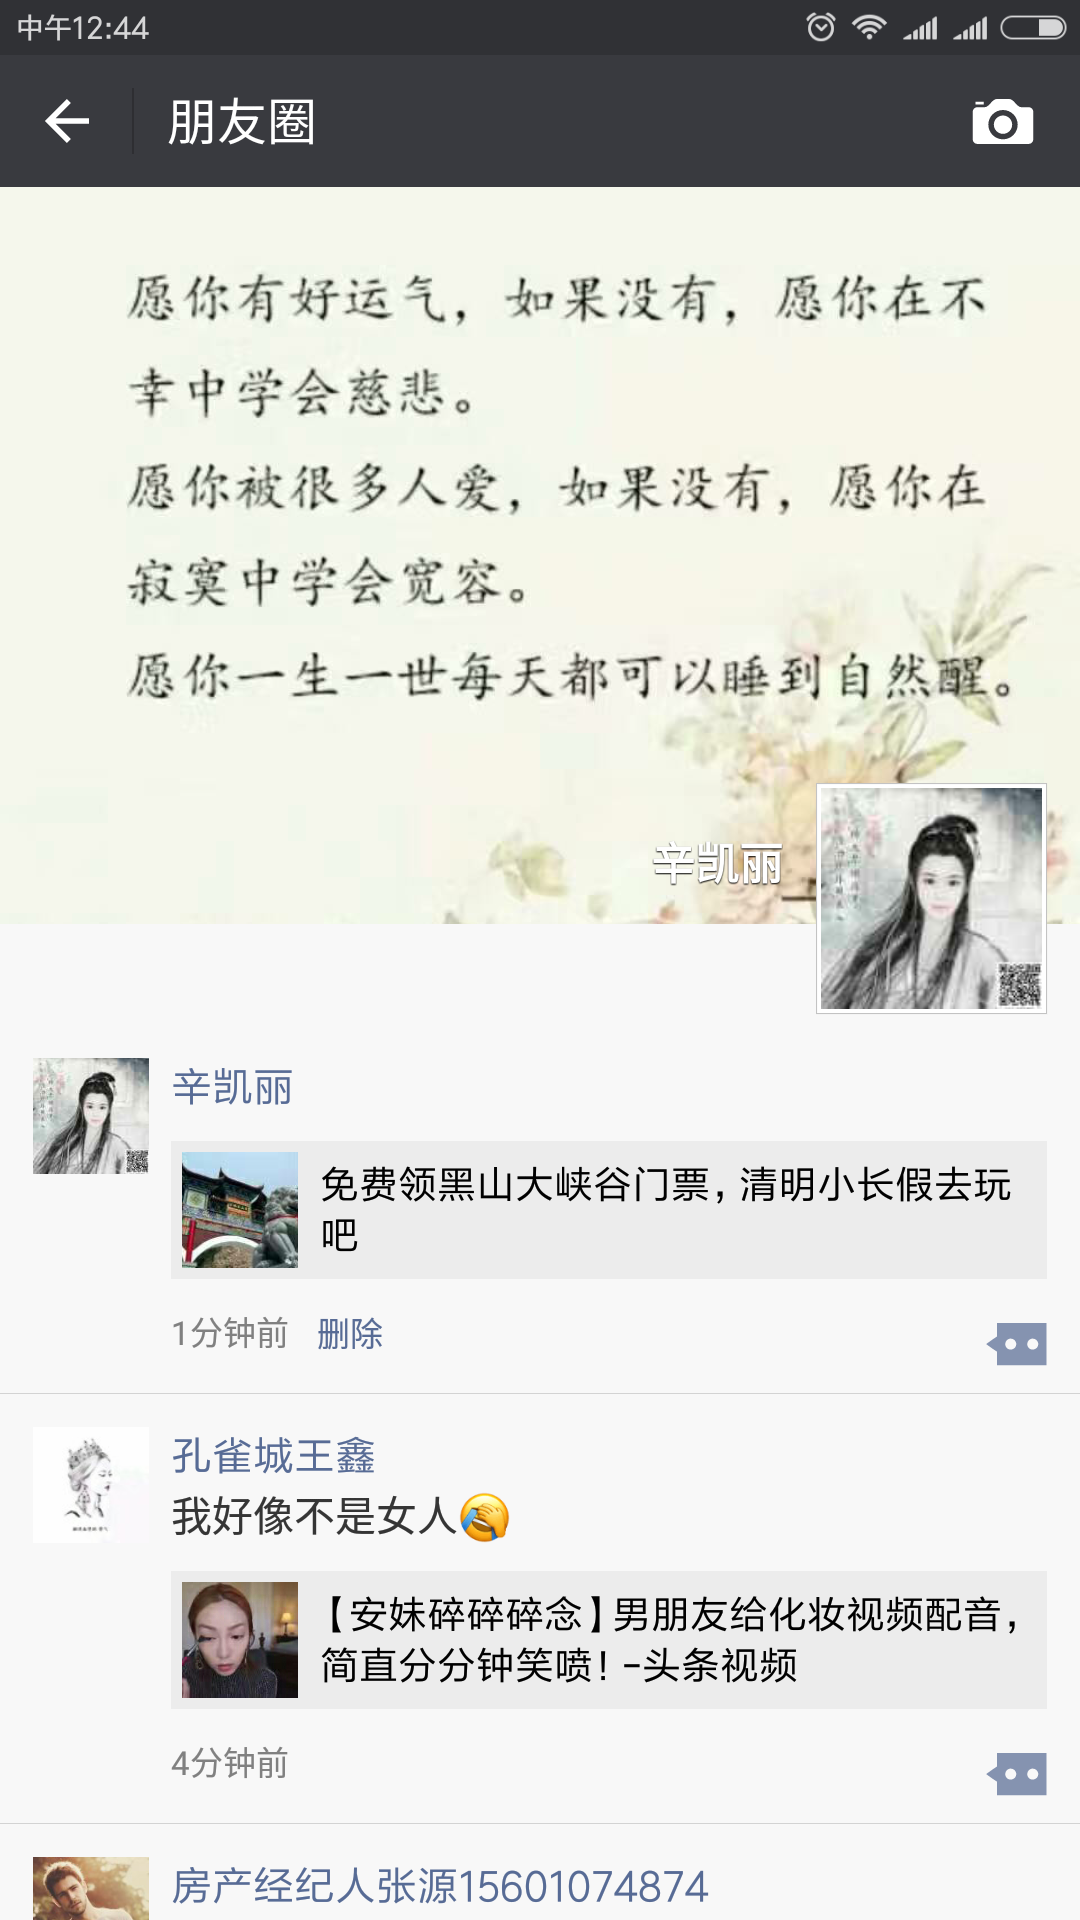 中午12:44
朋友圈
愿你有好运气，如果没有，愿你在不
幸中学会慈悲。
愿你被很多人爱，如果没有，愿你在
寂寞中学会宽容。
愿你一生一世每天都可以睡到自然醒。
辛凯丽
辛凯丽
免费领黑山大峡谷门票，清明小长假去玩
吧
1分钟前 删除
孔雀城王鑫
我好像不是女人🤣
【安妹碎碎碎念】男朋友给化妆视频配音，
简直分分钟笑喷！-头条视频
4分钟前
房产经纪人张源15601074874